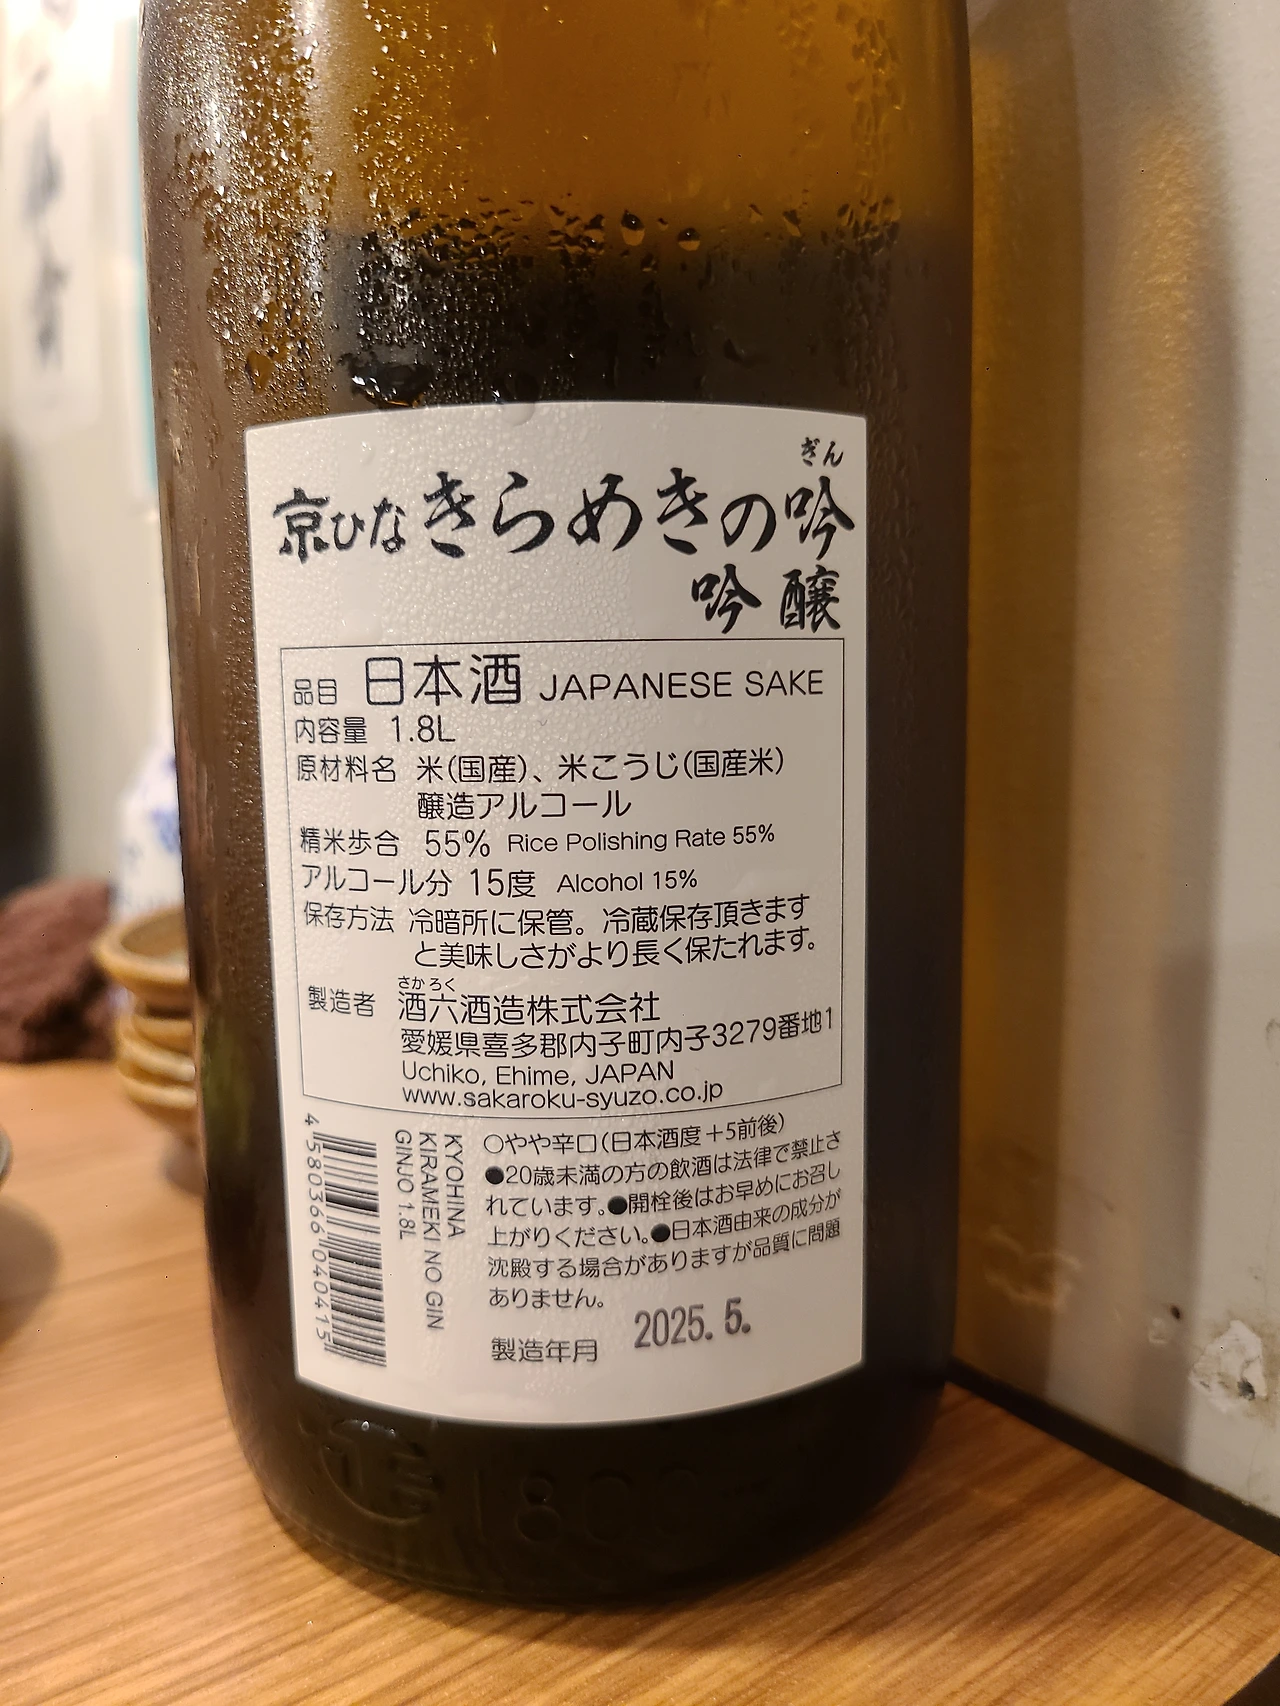 ぎん
京ひなきらめきの吟
吟醸
品目 日本酒 JAPANESE SAKE
内容量 1.8L
原材料名 米(国産)、米こうじ(国産米)
醸造アルコール
精米歩合 55% Rice Polishing Rate 55%
アルコール分 15度 Alcohol 15%
保存方法 冷暗所に保管。冷蔵保存頂きます
と美味しさがより長く保たれます。
さかろく
製造者 酒六酒造株式会社
愛媛県喜多郡内子町内子3279番地1
Uchiko, Ehime, JAPAN
www.sakaroku-syuzo.co.jp
4580366040415
KYOHINA
KIRAMEKI NO GIN
GINJO 1.8L
○やや辛口(日本酒度+5前後)
●20歳未満の方の飲酒は法律で禁止さ
れています。●開栓後はお早めにお召し
上がりください。●日本酒由来の成分が
沈殿する場合がありますが品質に問題
ありません。
製造年月 2025.5.
1800